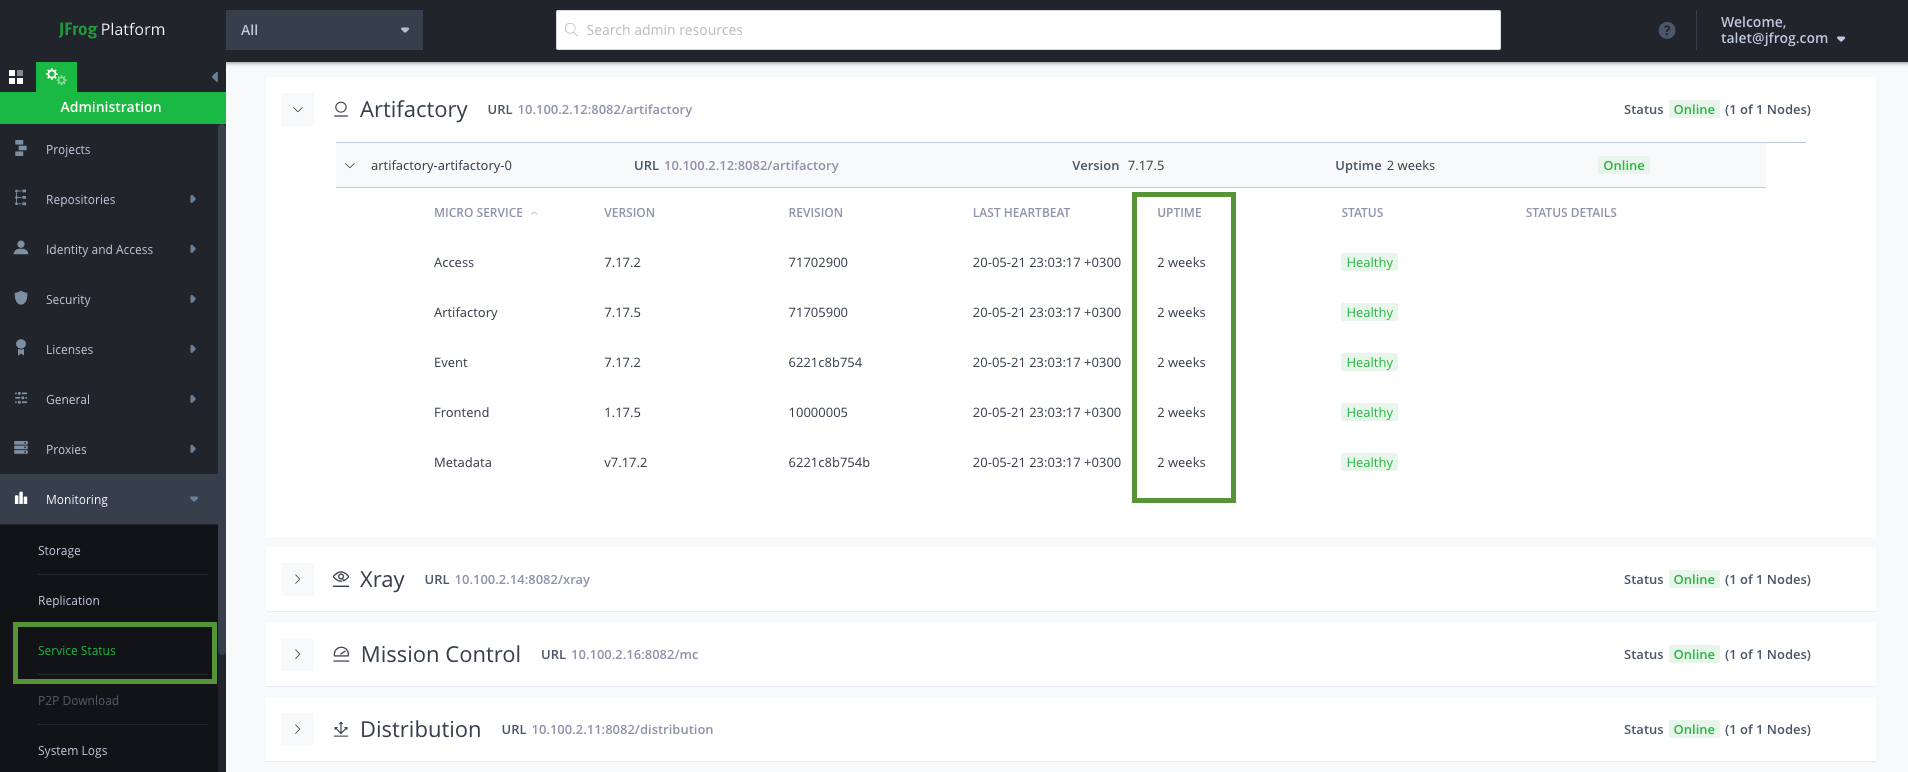 JFrog Platform
All
Search admin resources
?
Welcome,
talet@jfrog.com
Administration
Projects
Repositories
Identity and Access
Security
Licenses
General
Proxies
Monitoring
Storage
Replication
Service Status
P2P Download
System Logs
Artifactory URL 10.100.2.12:8082/artifactory Status Online (1 of 1 Nodes)
artifactory-artifactory-0 URL 10.100.2.12:8082/artifactory Version 7.17.5 Uptime 2 weeks Online
MICRO SERVICE VERSION REVISION LAST HEARTBEAT UPTIME STATUS STATUS DETAILS
Access 7.17.2 71702900 20-05-21 23:03:17 +0300 2 weeks Healthy
Artifactory 7.17.5 71705900 20-05-21 23:03:17 +0300 2 weeks Healthy
Event 7.17.2 6221c8b754 20-05-21 23:03:17 +0300 2 weeks Healthy
Frontend 1.17.5 10000005 20-05-21 23:03:17 +0300 2 weeks Healthy
Metadata v7.17.2 6221c8b754b 20-05-21 23:03:17 +0300 2 weeks Healthy
Xray URL 10.100.2.14:8082/xray Status Online (1 of 1 Nodes)
Mission Control URL 10.100.2.16:8082/mc Status Online (1 of 1 Nodes)
Distribution URL 10.100.2.11:8082/distribution Status Online (1 of 1 Nodes)